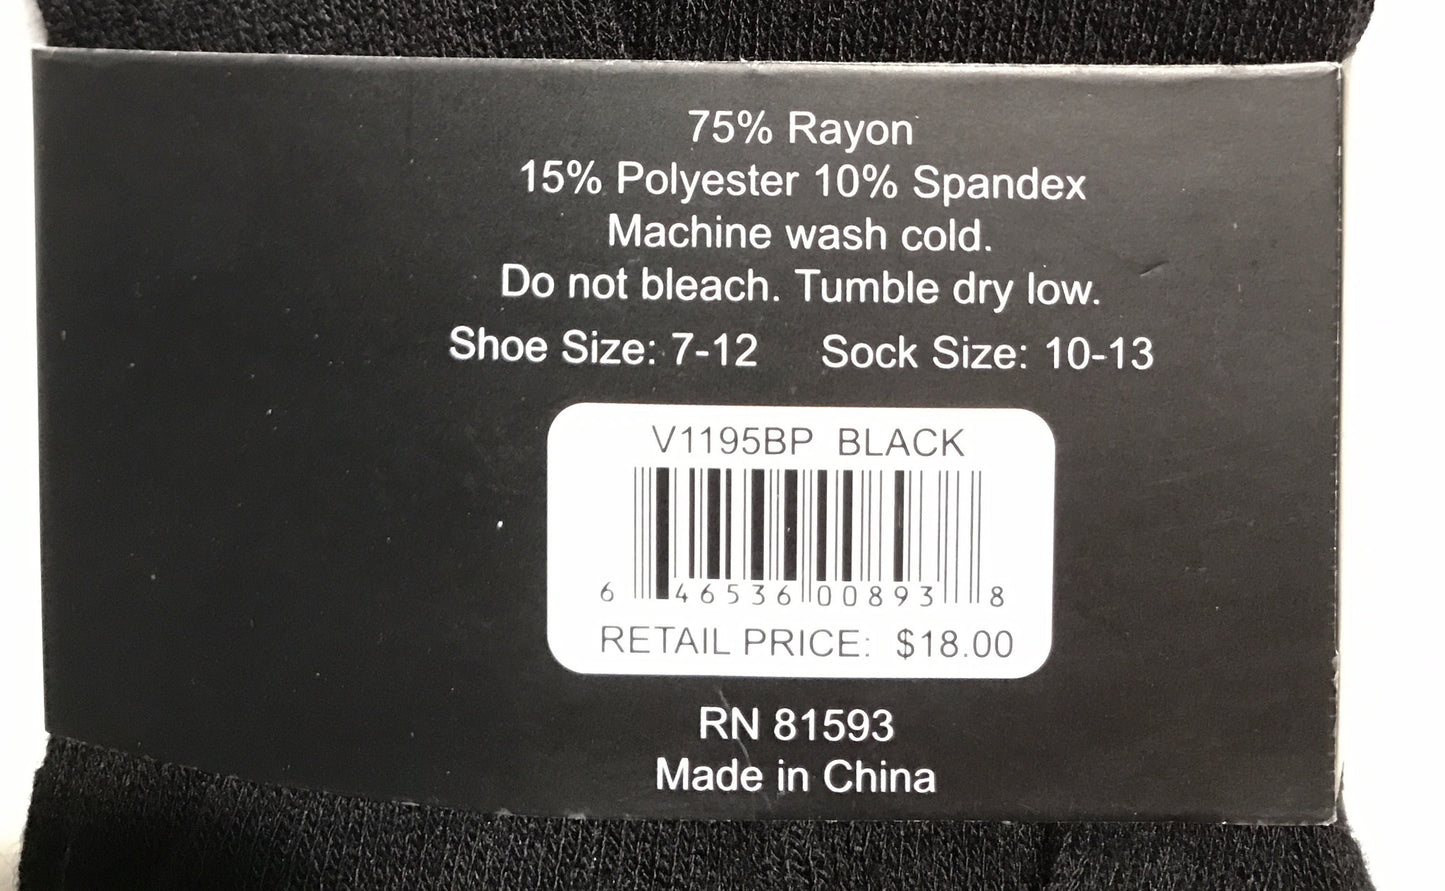 75% Rayon
15% Polyester 10% Spandex
Machine wash cold.
Do not bleach. Tumble dry low.
Shoe Size: 7-12 Sock Size: 10-13
V1195BP BLACK
6 46536 00893 8
RETAIL PRICE: $18.00
RN 81593
Made in China